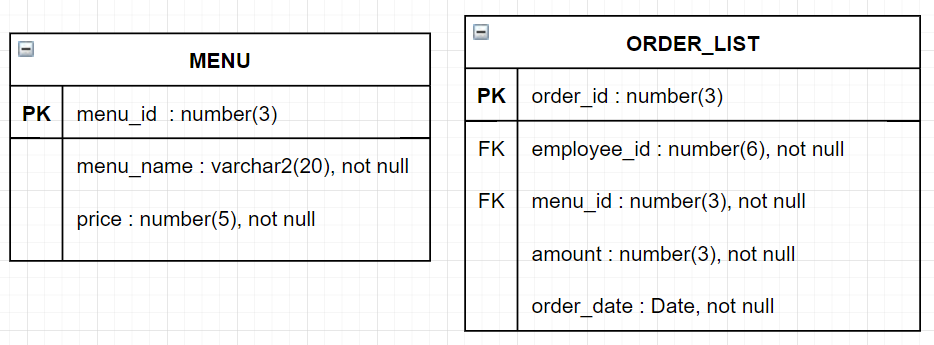 MENU
PK menu_id : number(3)
menu_name : varchar2(20), not null
price : number(5), not null
ORDER_LIST
PK order_id : number(3)
FK employee_id : number(6), not null
FK menu_id : number(3), not null
amount : number(3), not null
order_date : Date, not null